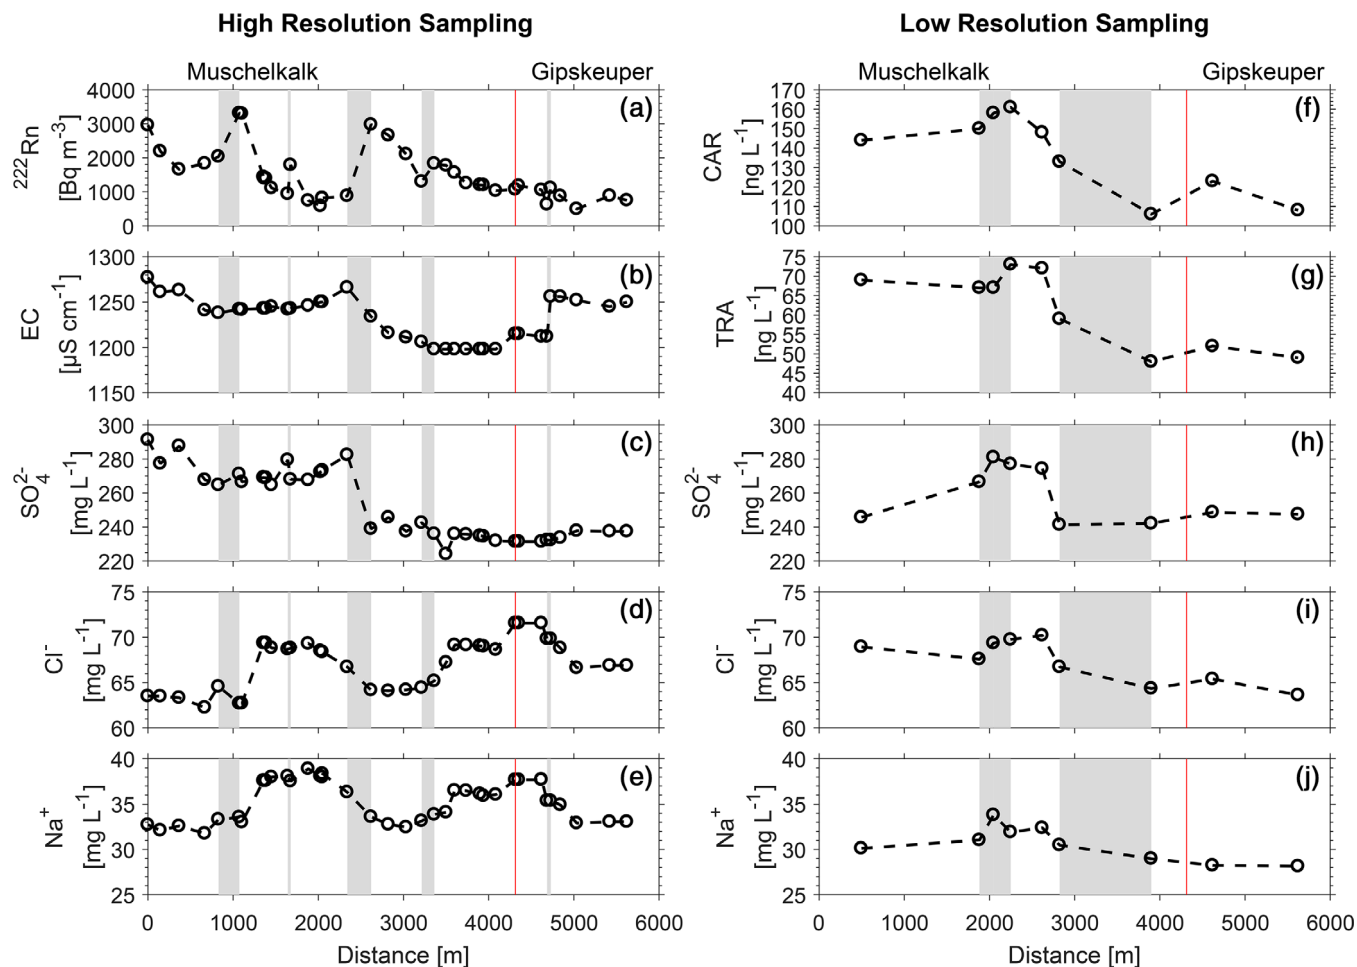 High Resolution Sampling
Low Resolution Sampling
Muschelkalk
Gipskeuper
Muschelkalk
Gipskeuper
²²²Rn
[Bq m⁻³]
4000
3000
2000
1000
0
(a)
CAR
[ng L⁻¹]
170
160
150
140
130
120
110
100
(f)
EC
[µS cm⁻¹]
1300
1250
1200
1150
(b)
TRA
[ng L⁻¹]
75
70
65
60
55
50
45
40
(g)
SO₄²⁻
[mg L⁻¹]
300
280
260
240
220
(c)
SO₄²⁻
[mg L⁻¹]
300
280
260
240
220
(h)
Cl⁻
[mg L⁻¹]
75
70
65
60
(d)
Cl⁻
[mg L⁻¹]
75
70
65
60
(i)
Na⁺
[mg L⁻¹]
40
35
30
25
(e)
Na⁺
[mg L⁻¹]
40
35
30
25
(j)
0 1000 2000 3000 4000 5000 6000
0 1000 2000 3000 4000 5000 6000
Distance [m]
Distance [m]